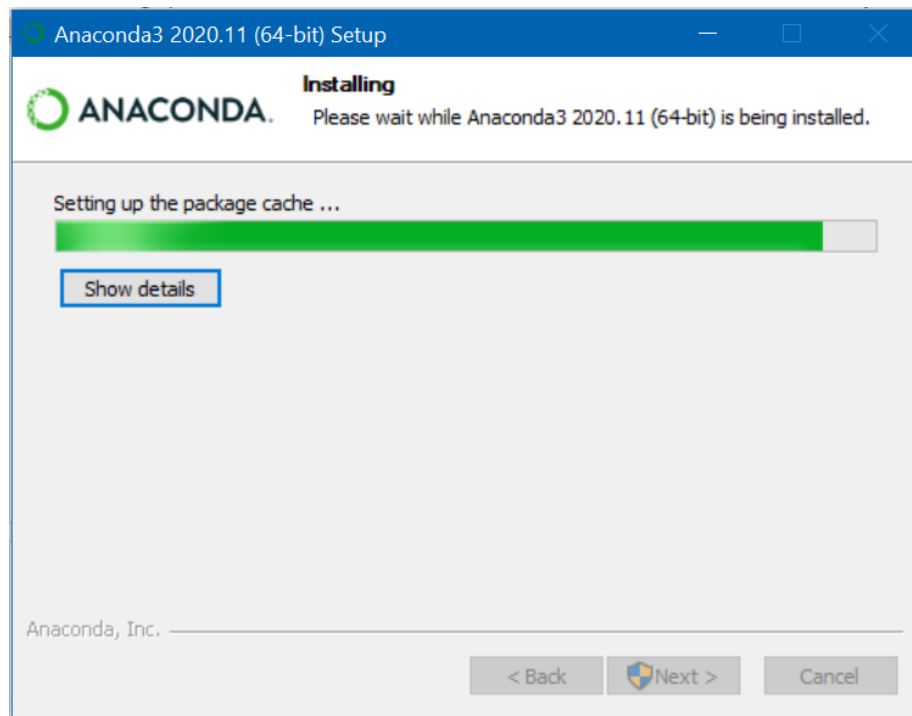 Anaconda3 2020.11 (64-bit) Setup
ANACONDA.
Installing
Please wait while Anaconda3 2020.11 (64-bit) is being installed.
Setting up the package cache ...
Show details
Anaconda, Inc.
< Back
Next >
Cancel